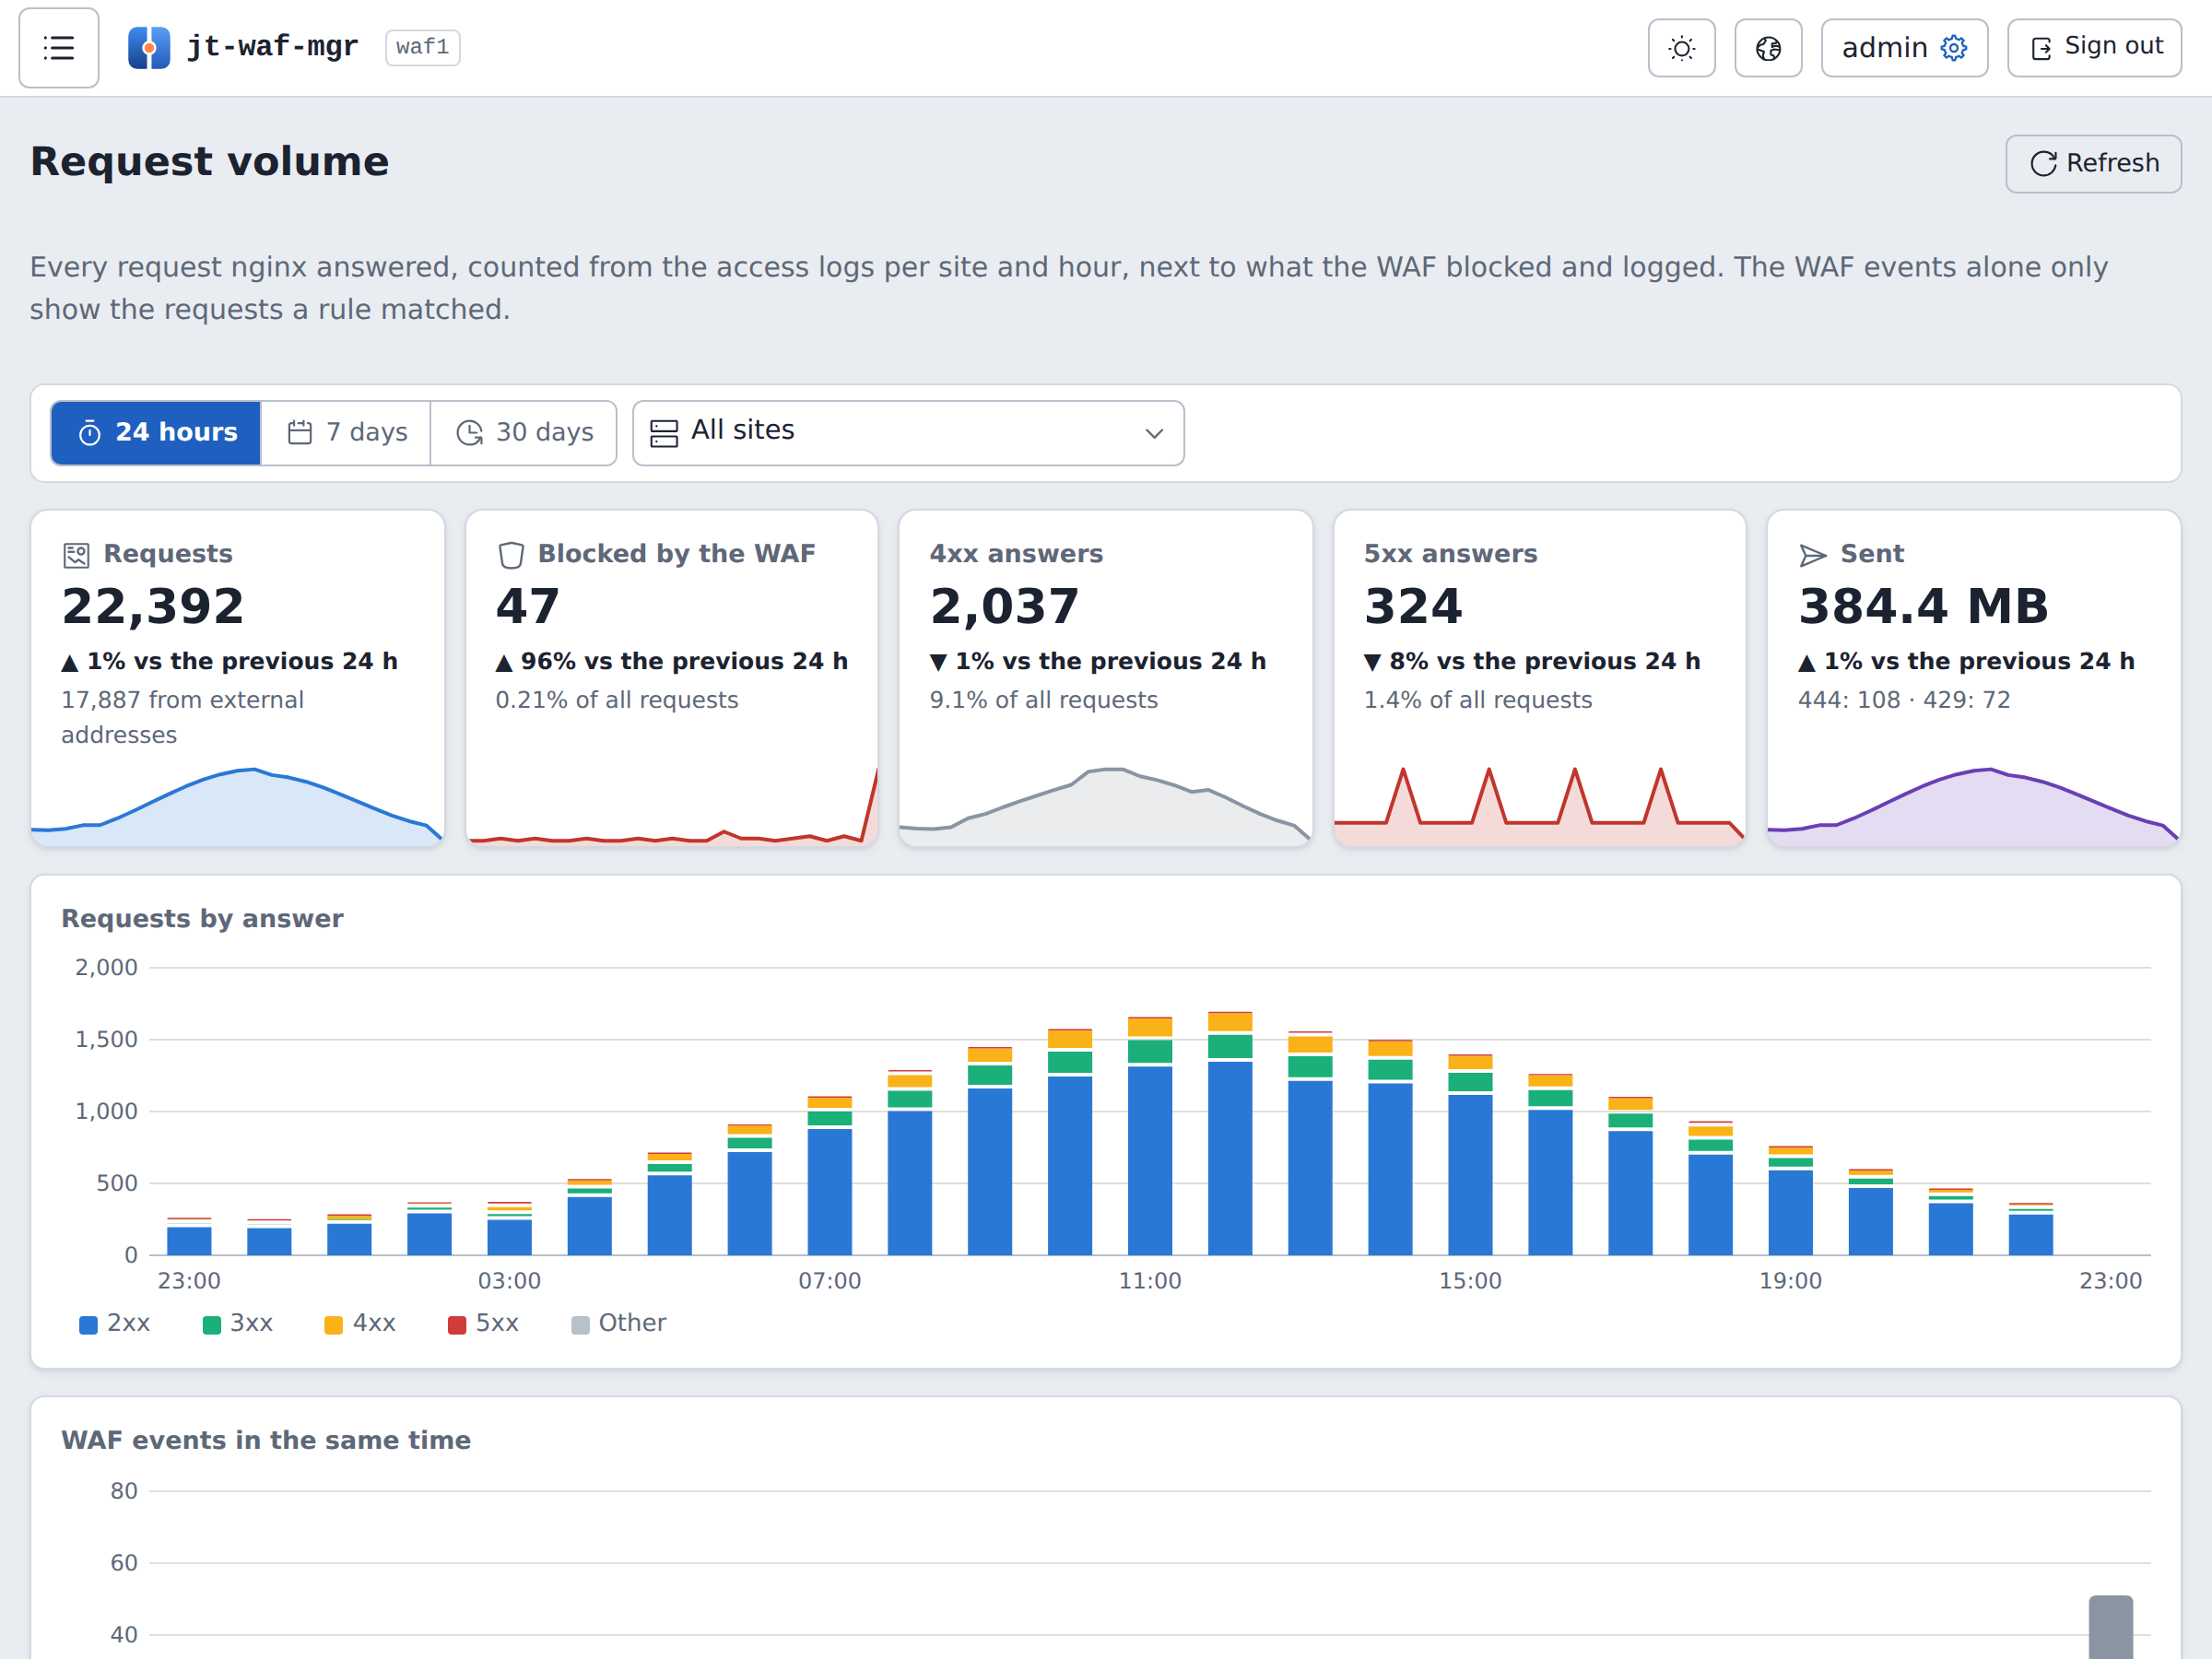 jt-waf-mgr waf1 admin Sign out
Request volume Refresh
Every request nginx answered, counted from the access logs per site and hour, next to what the WAF blocked and logged. The WAF events alone only
show the requests a rule matched.
24 hours 7 days 30 days All sites
Requests
22,392
▲ 1% vs the previous 24 h
17,887 from external
addresses
Blocked by the WAF
47
▲ 96% vs the previous 24 h
0.21% of all requests
4xx answers
2,037
▼ 1% vs the previous 24 h
9.1% of all requests
5xx answers
324
▼ 8% vs the previous 24 h
1.4% of all requests
Sent
384.4 MB
▲ 1% vs the previous 24 h
444: 108 · 429: 72
Requests by answer
2,000
1,500
1,000
500
0
23:00 03:00 07:00 11:00 15:00 19:00 23:00
2xx 3xx 4xx 5xx Other
WAF events in the same time
80
60
40